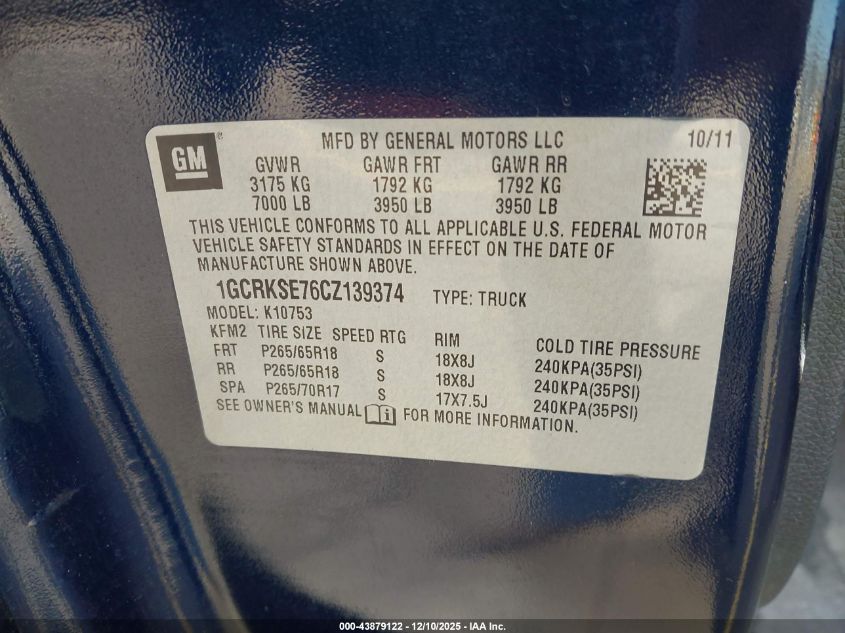 GM® MFD BY GENERAL MOTORS LLC 10/11
GVWR GAWR FRT GAWR RR
3175 KG 1792 KG 1792 KG
7000 LB 3950 LB 3950 LB
THIS VEHICLE CONFORMS TO ALL APPLICABLE U.S. FEDERAL MOTOR
VEHICLE SAFETY STANDARDS IN EFFECT ON THE DATE OF
MANUFACTURE SHOWN ABOVE.
1GCRKSE76CZ139374 TYPE: TRUCK
MODEL: K10753
KFM2 TIRE SIZE SPEED RTG RIM COLD TIRE PRESSURE
FRT P265/65R18 S 18X8J 240KPA(35PSI)
RR P265/65R18 S 18X8J 240KPA(35PSI)
SPA P265/70R17 S 17X7.5J 240KPA(35PSI)
SEE OWNER'S MANUAL i FOR MORE INFORMATION.
000-43879122 - 12/10/2025 - IAA Inc.